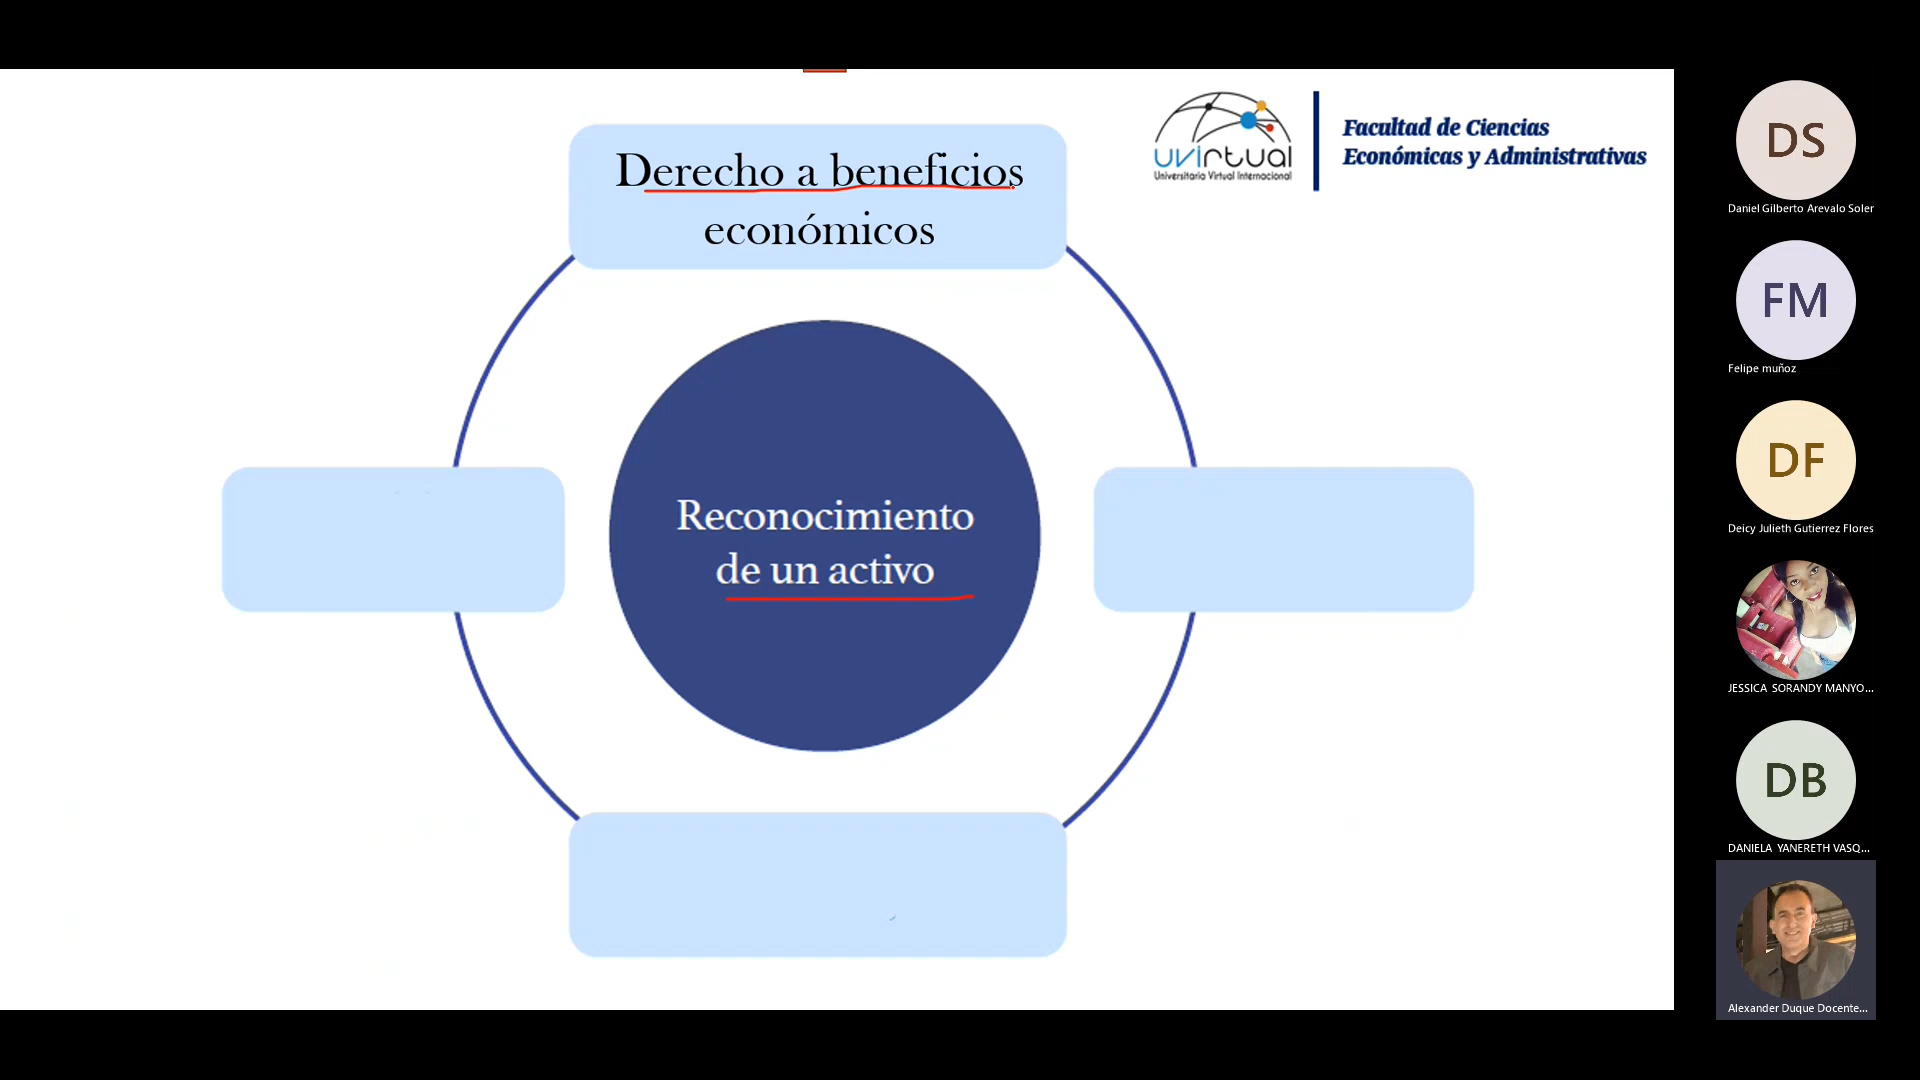 Derecho a beneficios
económicos
uvirtual
Universitaria Virtual Internacional
Facultad de Ciencias
Económicas y Administrativas
Reconocimiento
de un activo
DS
Daniel Gilberto Arevalo Soler
FM
Felipe muñoz
DF
Deicy Julieth Gutierrez Flores
JESSICA SORANDY MANYO...
DB
DANIELA YANERETH VASQ...
Alexander Duque Docente...